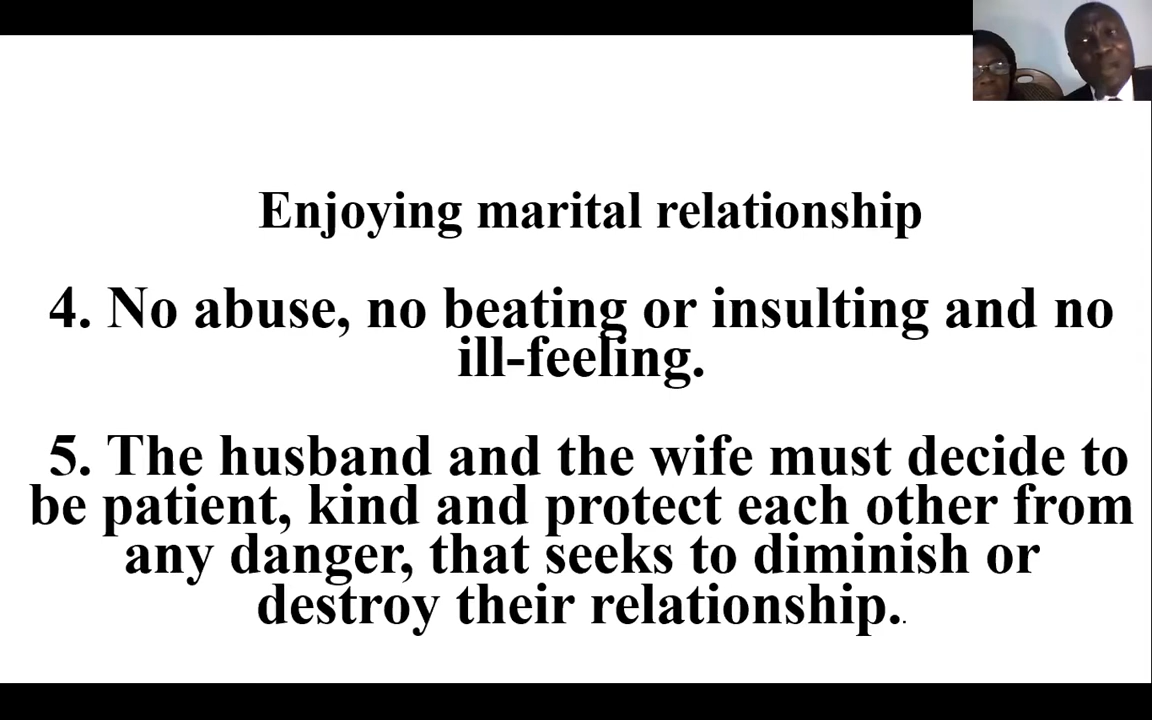 Enjoying marital relationship
4. No abuse, no beating or insulting and no
ill-feeling.
5. The husband and the wife must decide to
be patient, kind and protect each other from
any danger, that seeks to diminish or
destroy their relationship..